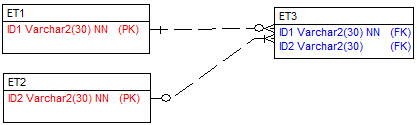 ET1
ID1 Varchar2(30) NN (PK)
ET3
ID1 Varchar2(30) NN (FK)
ID2 Varchar2(30) (FK)
ET2
ID2 Varchar2(30) NN (PK)